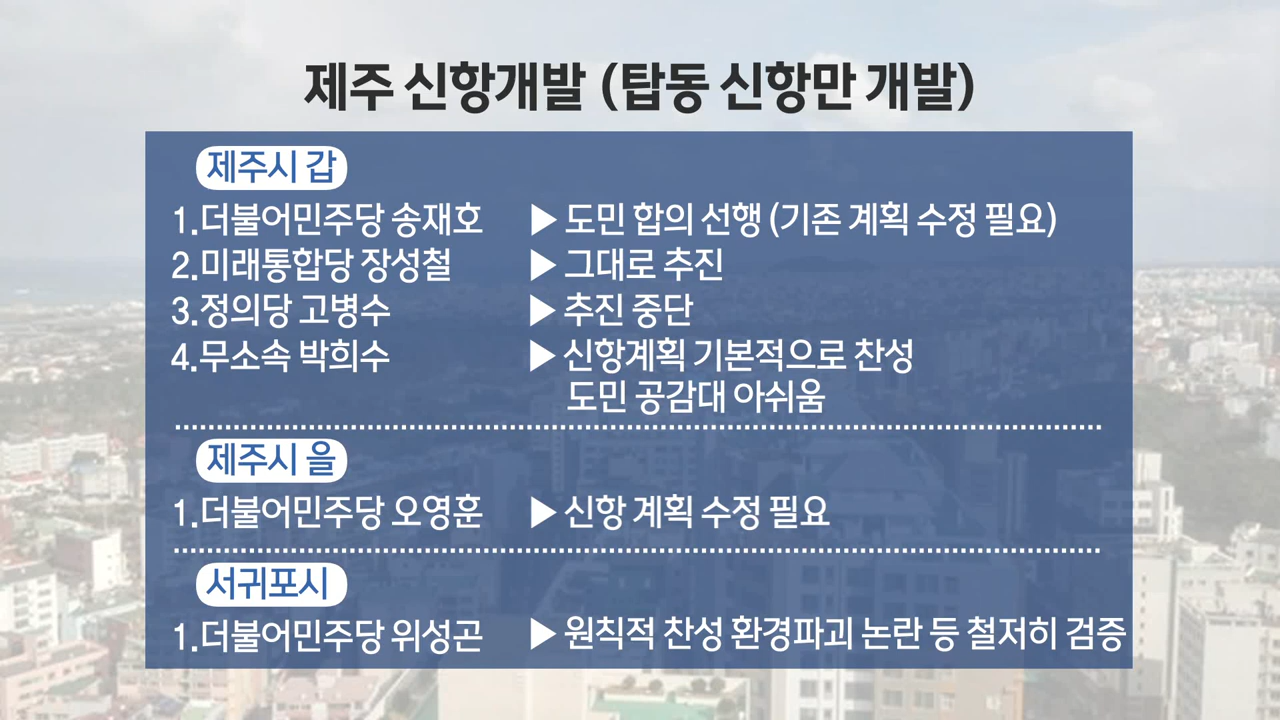 제주 신항개발 (탑동 신항만 개발)
제주시 갑
1.더불어민주당 송재호 ▶ 도민 합의 선행 (기존 계획 수정 필요)
2.미래통합당 장성철 ▶ 그대로 추진
3.정의당 고병수 ▶ 추진 중단
4.무소속 박희수 ▶ 신항계획 기본적으로 찬성
도민 공감대 아쉬움
제주시 을
1.더불어민주당 오영훈 ▶ 신항 계획 수정 필요
서귀포시
1.더불어민주당 위성곤 ▶ 원칙적 찬성 환경파괴 논란 등 철저히 검증